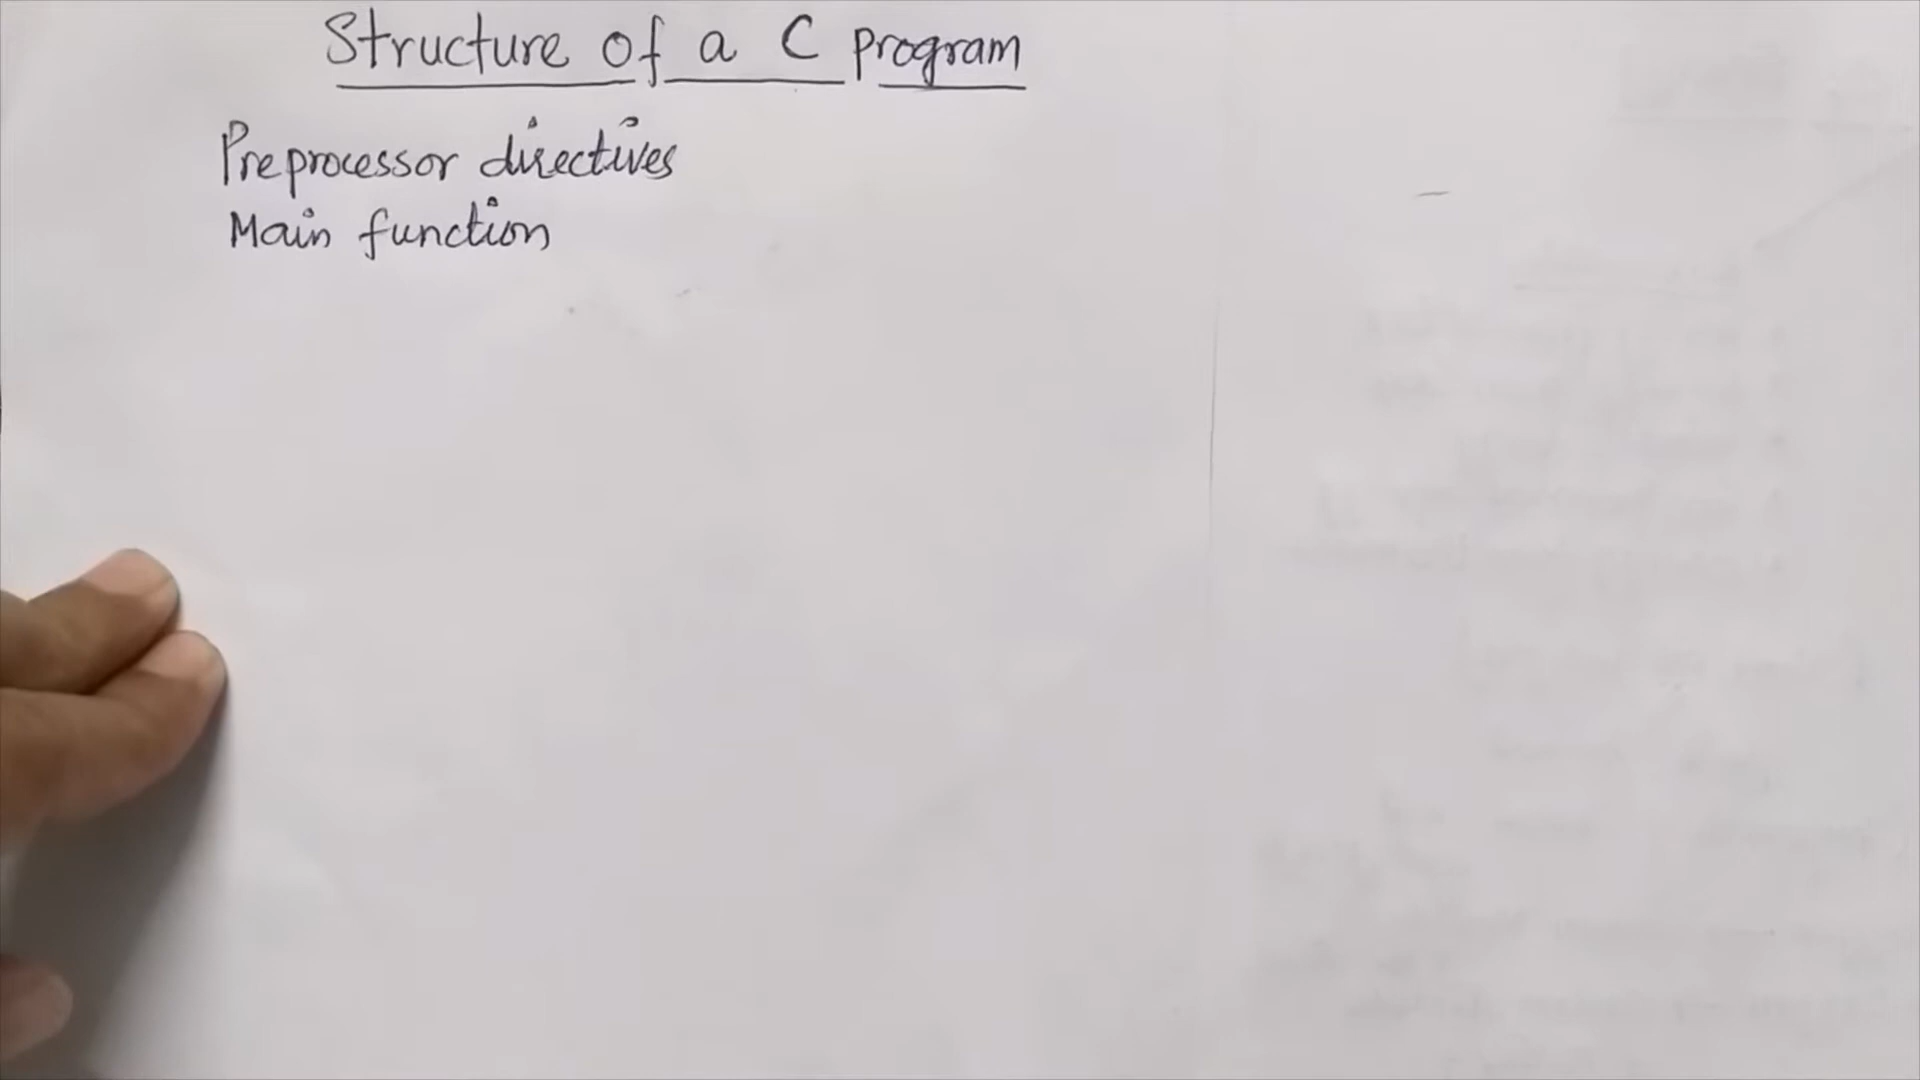 Structure of a C program
Preprocessor directives
Main function